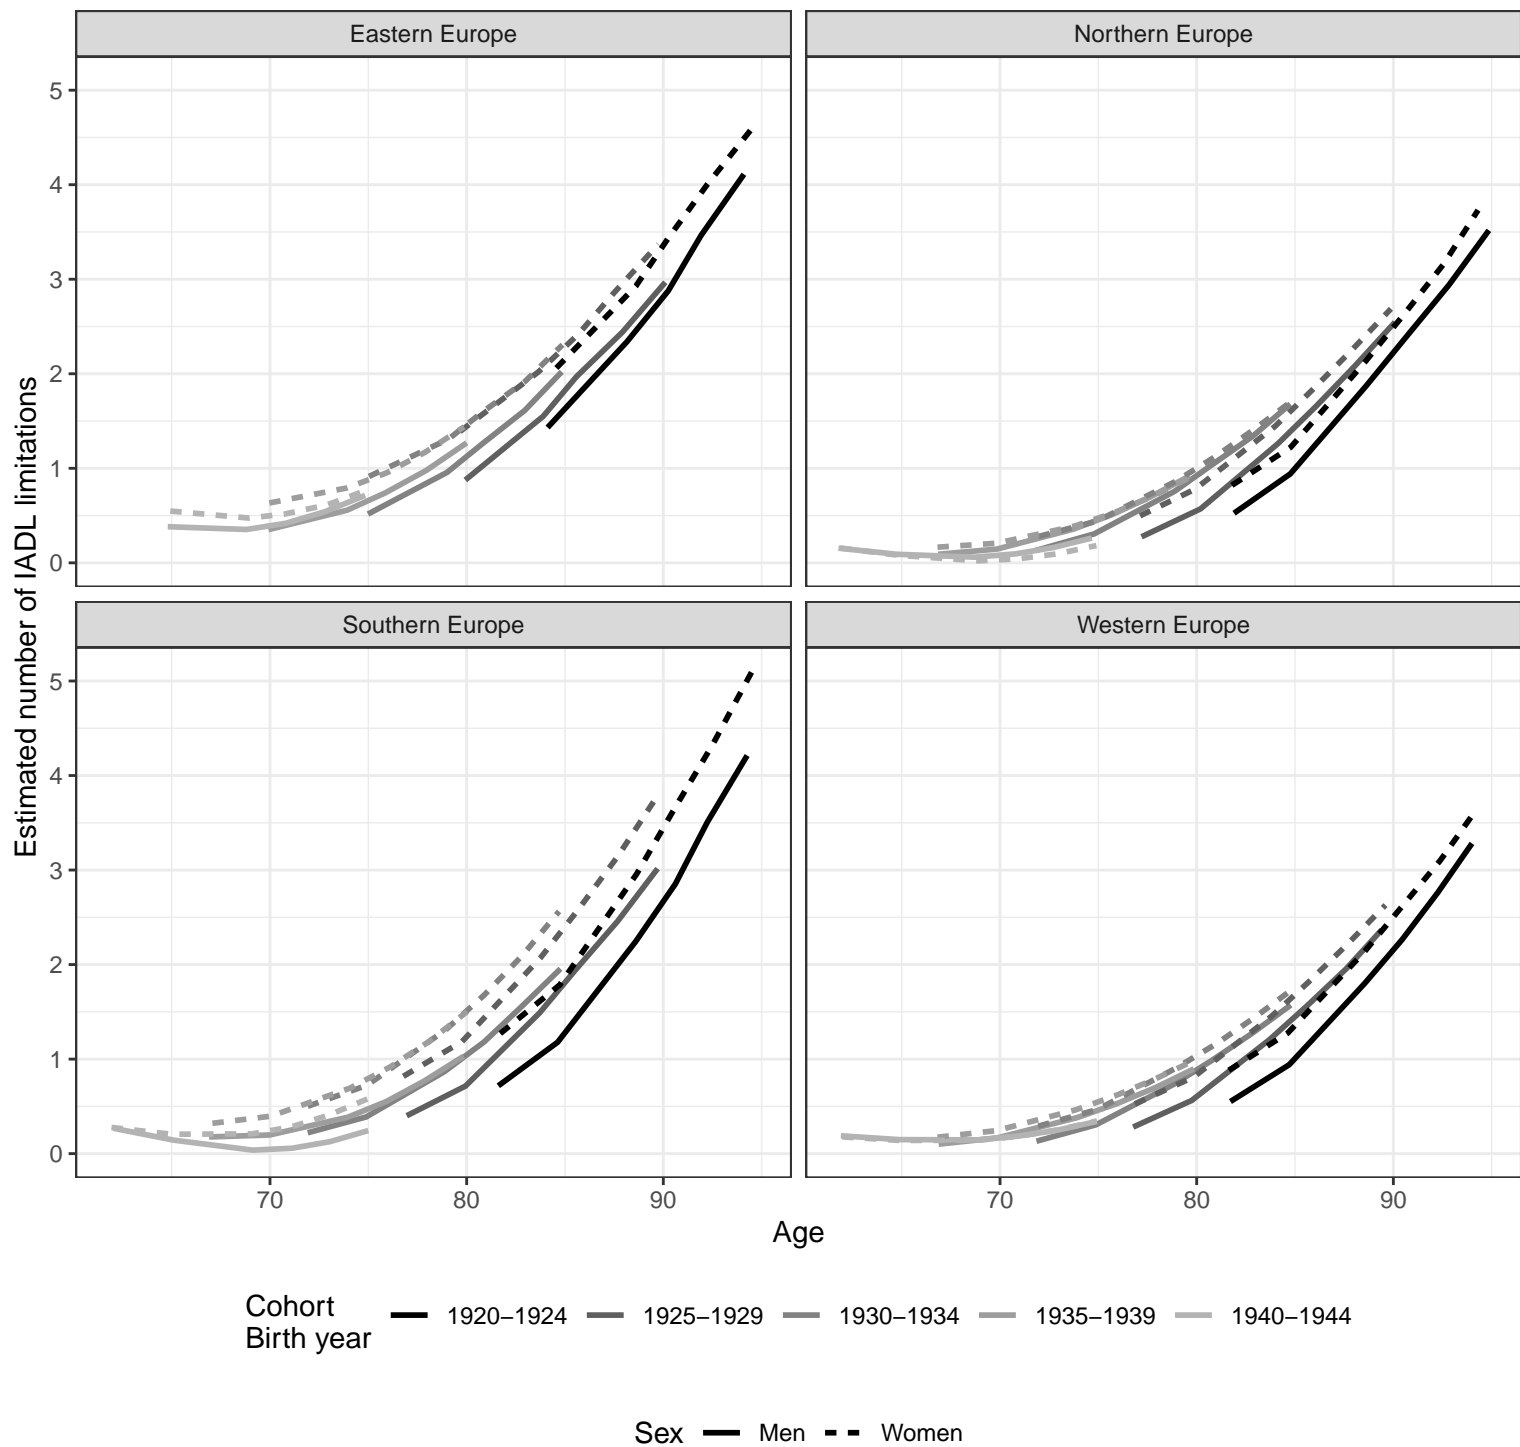 Eastern Europe
Northern Europe
5
4
3
2
1
0
Estimated number of IADL limitations
Southern Europe
Western Europe
5
4
3
2
1
0
70 80 90
70 80 90
Age
Cohort
Birth year
1920–1924 1925–1929 1930–1934 1935–1939 1940–1944
Sex Men Women